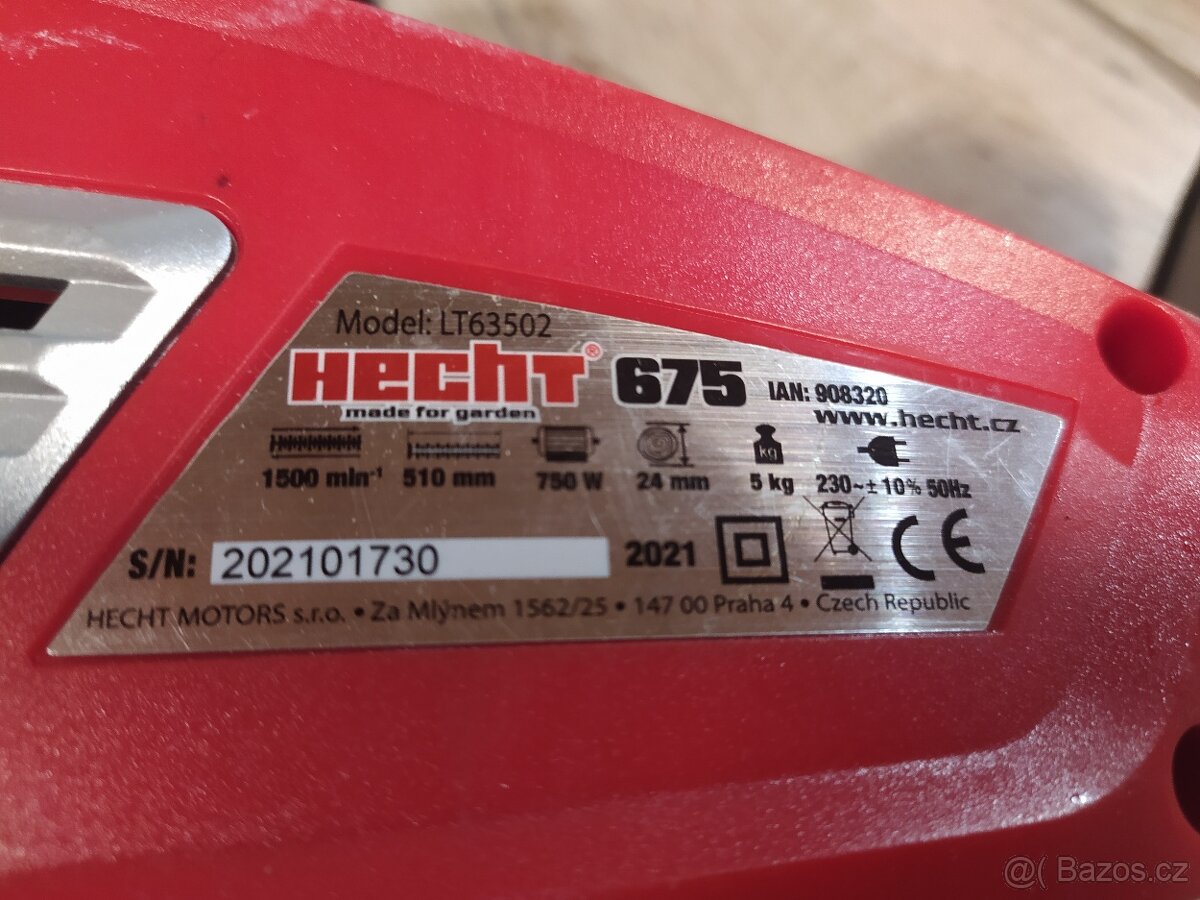 Model: LT63502
HECHT® 675 IAN: 908320
made for garden www.hecht.cz
kg
1500 min⁻¹ 510 mm 750 W 24 mm 5 kg 230~± 10% 50Hz
S/N: 202101730 2021 CE
HECHT MOTORS s.r.o. • Za Mlýnem 1562/25 • 147 00 Praha 4 • Czech Republic
@( Bazos.cz